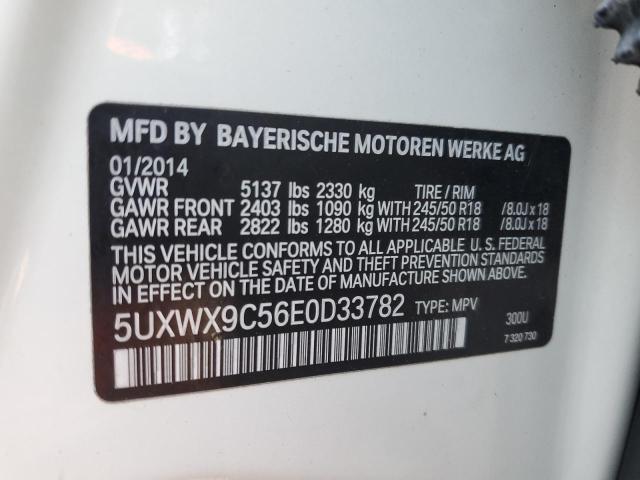 MFD BY BAYERISCHE MOTOREN WERKE AG
01/2014
GVWR 5137 lbs 2330 kg TIRE / RIM
GAWR FRONT 2403 lbs 1090 kg WITH 245/50 R18 /8.0J x 18
GAWR REAR 2822 lbs 1280 kg WITH 245/50 R18 /8.0J x 18
THIS VEHICLE CONFORMS TO ALL APPLICABLE U.S. FEDERAL
MOTOR VEHICLE SAFETY AND THEFT PREVENTION STANDARDS
IN EFFECT ON THE DATE OF MANUFACTURE SHOWN ABOVE.
5UXWX9C56E0D33782 TYPE: MPV 300U
7 320 730